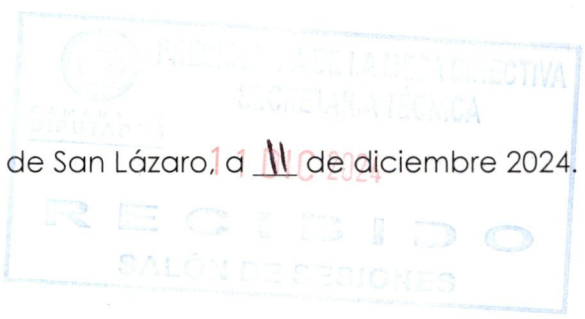 PRESIDENCIA DE LA MESA DIRECTIVA
SECRETARÍA TÉCNICA
CÁMARA DE
DIPUTADOS
de San Lázaro, a 11 de diciembre 2024.
11 DIC 2024
RECIBIDO
SALÓN DE SESIONES